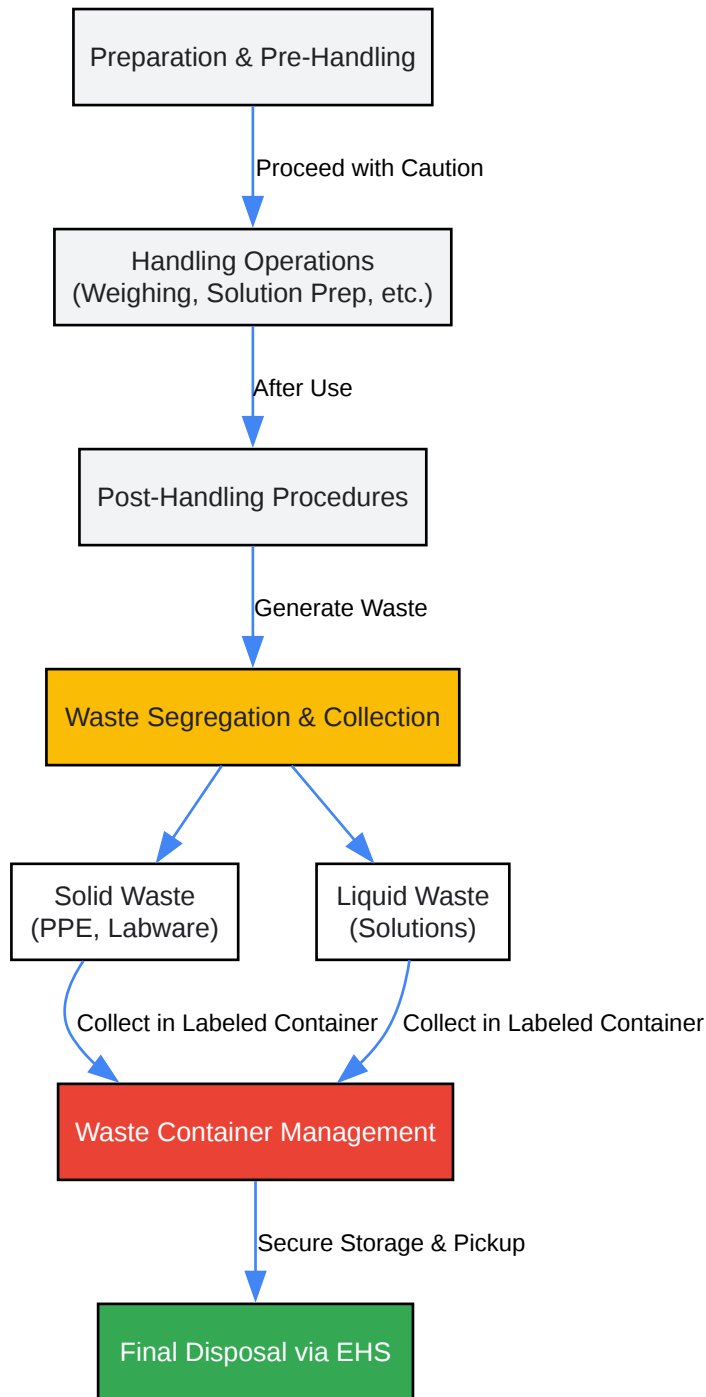 Preparation & Pre-Handling
Proceed with Caution
Handling Operations
(Weighing, Solution Prep, etc.)
After Use
Post-Handling Procedures
Generate Waste
Waste Segregation & Collection
Solid Waste
(PPE, Labware)
Liquid Waste
(Solutions)
Collect in Labeled Container
Collect in Labeled Container
Waste Container Management
Secure Storage & Pickup
Final Disposal via EHS